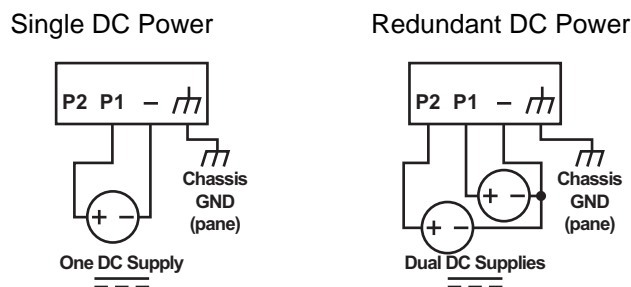 Single DC Power
P2 P1 –
Chassis
GND
(pane)
+ –
One DC Supply
Redundant DC Power
P2 P1 –
Chassis
GND
(pane)
+ –
+ –
Dual DC Supplies